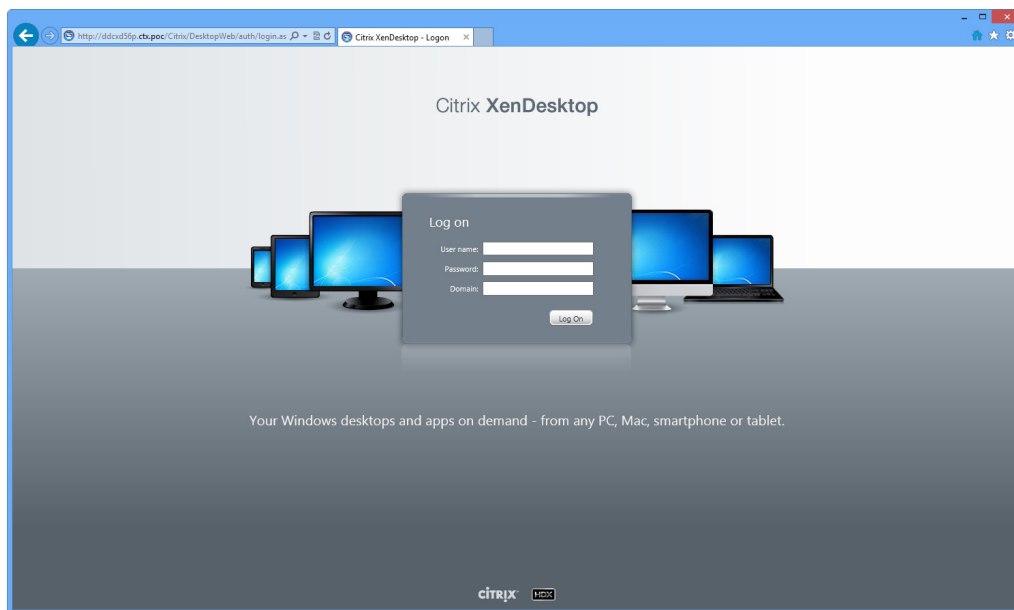 http://ddcxd56p.ctx.poc/Citrix/DesktopWeb/auth/login.as
Citrix XenDesktop - Logon
Citrix XenDesktop
Log on
User name:
Password:
Domain:
Log On
Your Windows desktops and apps on demand - from any PC, Mac, smartphone or tablet.
CITRIX HDX